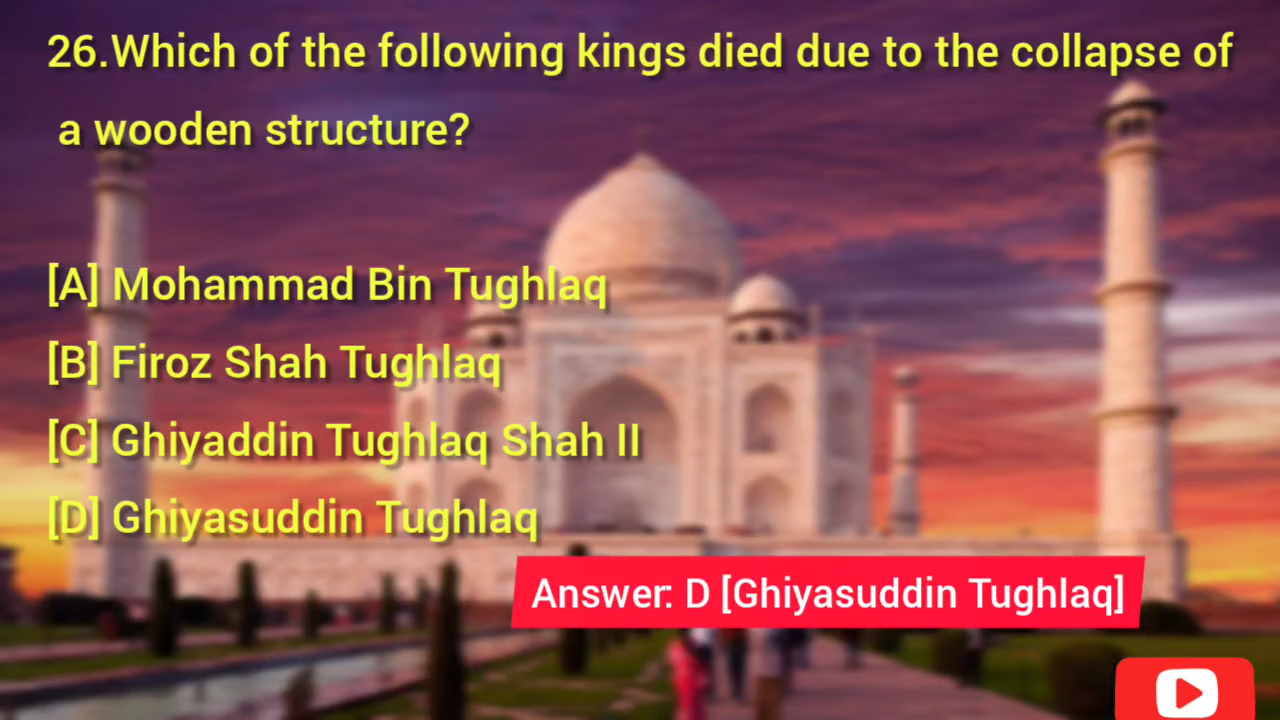 26.Which of the following kings died due to the collapse of
a wooden structure?
[A] Mohammad Bin Tughlaq
[B] Firoz Shah Tughlaq
[C] Ghiyaddin Tughlaq Shah II
[D] Ghiyasuddin Tughlaq
Answer: D [Ghiyasuddin Tughlaq]